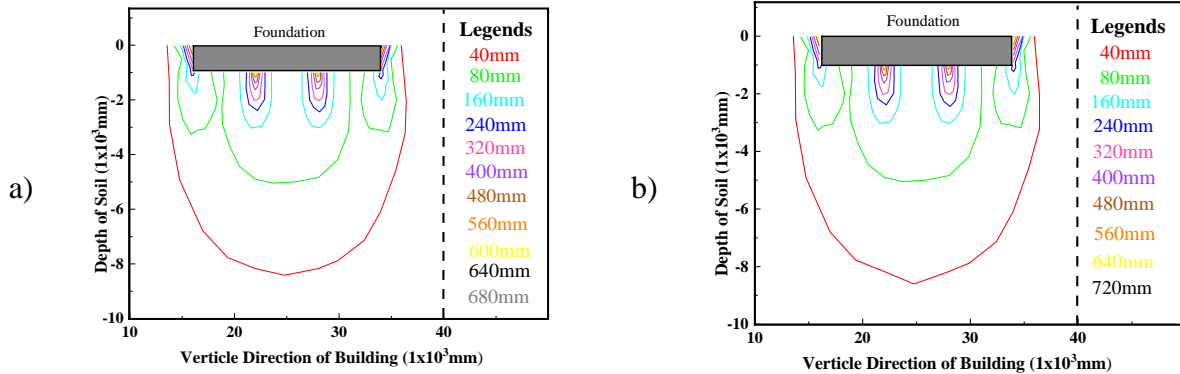 a)
Foundation
Legends
40mm
80mm
160mm
240mm
320mm
400mm
480mm
560mm
600mm
640mm
680mm
0
-2
-4
-6
-8
-10
Depth of Soil (1x10³mm)
10
20
30
40
Verticle Direction of Building (1x10³mm)
b)
Foundation
Legends
40mm
80mm
160mm
240mm
320mm
400mm
480mm
560mm
640mm
720mm
0
-2
-4
-6
-8
-10
Depth of Soil (1x10³mm)
10
20
30
40
Verticle Direction of Building (1x10³mm)